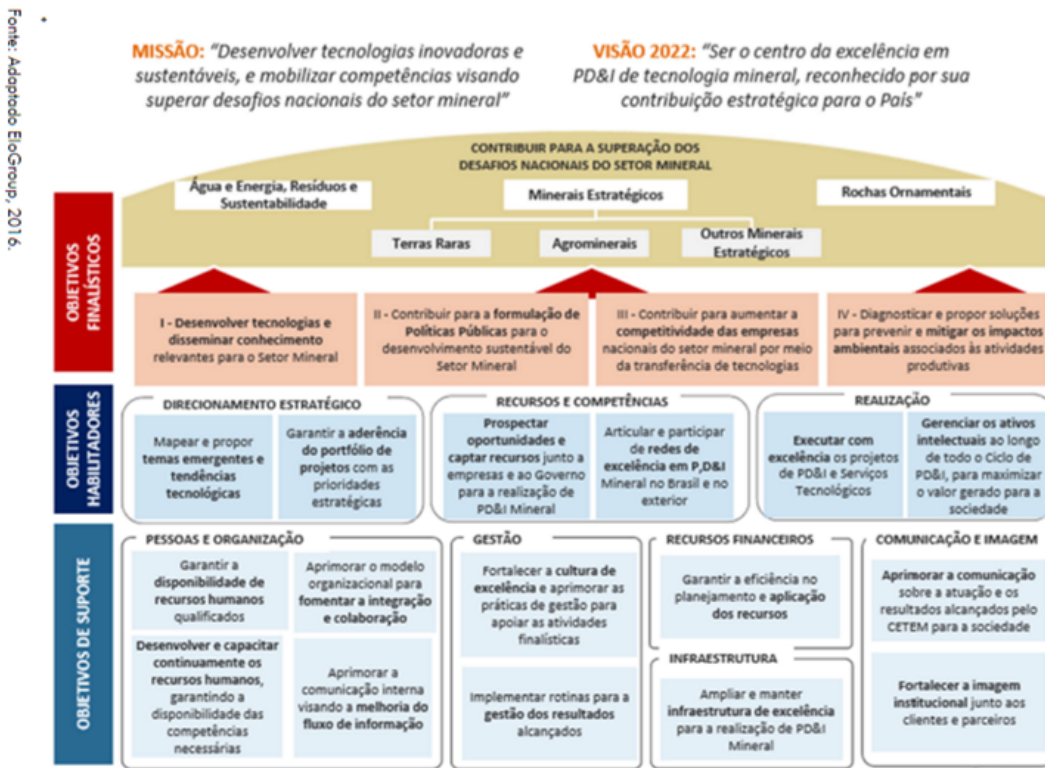 Fonte: Adaptado EloGroup, 2016.
MISSÃO: “Desenvolver tecnologias inovadoras e
sustentáveis, e mobilizar competências visando
superar desafios nacionais do setor mineral”
VISÃO 2022: “Ser o centro da excelência em
PD&I de tecnologia mineral, reconhecido por sua
contribuição estratégica para o País”
CONTRIBUIR PARA A SUPERAÇÃO DOS
DESAFIOS NACIONAIS DO SETOR MINERAL
Água e Energia, Resíduos e
Sustentabilidade
Minerais Estratégicos
Rochas Ornamentais
Terras Raras
Agrominerais
Outros Minerais
Estratégicos
OBJETIVOS
FINALÍSTICOS
I - Desenvolver tecnologias e
disseminar conhecimento
relevantes para o Setor Mineral
II - Contribuir para a formulação de
Políticas Públicas para o
desenvolvimento sustentável do
Setor Mineral
III - Contribuir para aumentar a
competitividade das empresas
nacionais do setor mineral por meio
da transferência de tecnologias
IV - Diagnosticar e propor soluções
para prevenir e mitigar os impactos
ambientais associados às atividades
produtivas
OBJETIVOS
HABILITADORES
DIRECIONAMENTO ESTRATÉGICO
Mapear e propor
temas emergentes e
tendências
tecnológicas
Garantir a aderência
do portfólio de
projetos com as
prioridades
estratégicas
RECURSOS E COMPETÊNCIAS
Prospectar
oportunidades e
captar recursos junto a
empresas e ao Governo
para a realização de
PD&I Mineral
Articular e participar
de redes de
excelência em P,D&I
Mineral no Brasil e no
exterior
REALIZAÇÃO
Executar com
excelência os projetos
de PD&I e Serviços
Tecnológicos
Gerenciar os ativos
intelectuais ao longo
de todo o Ciclo de
PD&I, para maximizar
o valor gerado para a
sociedade
OBJETIVOS DE SUPORTE
PESSOAS E ORGANIZAÇÃO
Garantir a
disponibilidade de
recursos humanos
qualificados
Aprimorar o modelo
organizacional para
fomentar a integração
e colaboração
Desenvolver e capacitar
continuamente os
recursos humanos,
garantindo a
disponibilidade das
competências
necessárias
Aprimorar a
comunicação interna
visando a melhoria do
fluxo de informação
GESTÃO
Fortalecer a cultura de
excelência e aprimorar as
práticas de gestão para
apoiar as atividades
finalísticas
Implementar rotinas para a
gestão dos resultados
alcançados
RECURSOS FINANCEIROS
Garantir a eficiência no
planejamento e aplicação
dos recursos
INFRAESTRUTURA
Ampliar e manter
infraestrutura de excelência
para a realização de PD&I
Mineral
COMUNICAÇÃO E IMAGEM
Aprimorar a comunicação
sobre a atuação e os
resultados alcançados pelo
CETEM para a sociedade
Fortalecer a imagem
institucional junto aos
clientes e parceiros